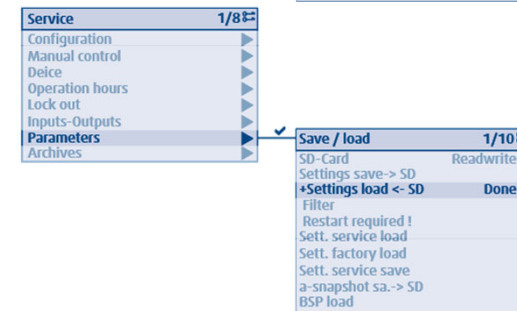 Service 1/8
Configuration
Manual control
Deice
Operation hours
Lock out
Inputs-Outputs
Parameters
Archives
Save / load 1/10
SD-Card Readwrite
Settings save-> SD
+Settings load <- SD Done
Filter
Restart required !
Sett. service load
Sett. factory load
Sett. service save
a-snapshot sa.-> SD
BSP load